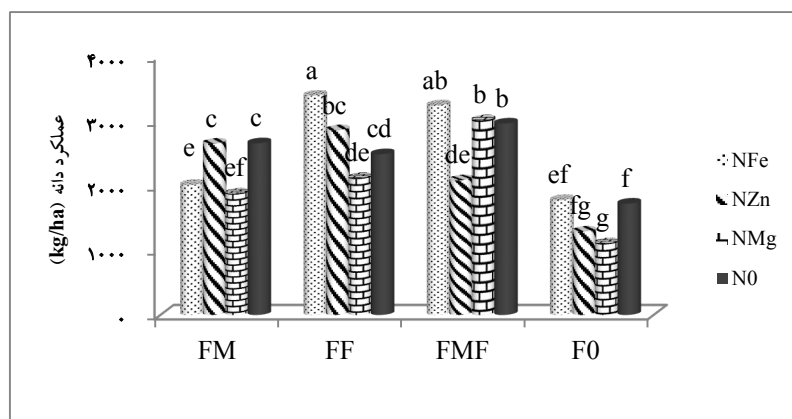 عملکرد دانه (kg/ha)
۴۰۰۰
۳۰۰۰
۲۰۰۰
۱۰۰۰
۰
e c ef c
a bc de cd
ab de b b
ef fg g f
FM FF FMF F0
NFe
NZn
NMg
N0